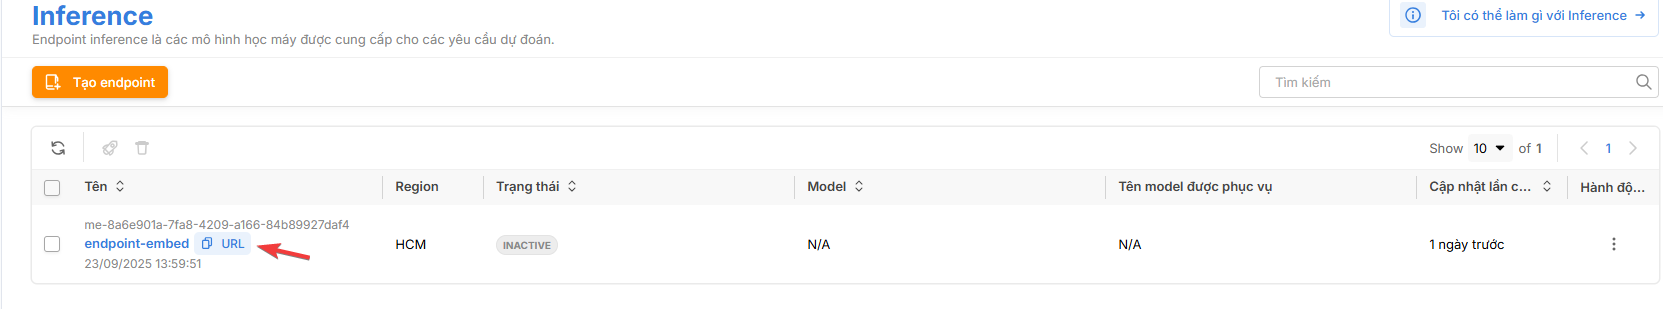 Inference
Endpoint inference là các mô hình học máy được cung cấp cho các yêu cầu dự đoán.
Tôi có thể làm gì với Inference →
Tạo endpoint
Tìm kiếm
Show 10 of 1
1
Tên
Region
Trạng thái
Model
Tên model được phục vụ
Cập nhật lần c...
Hành độ...
me-8a6e901a-7fa8-4209-a166-84b89927daf4
endpoint-embed URL
23/09/2025 13:59:51
HCM
INACTIVE
N/A
N/A
1 ngày trước